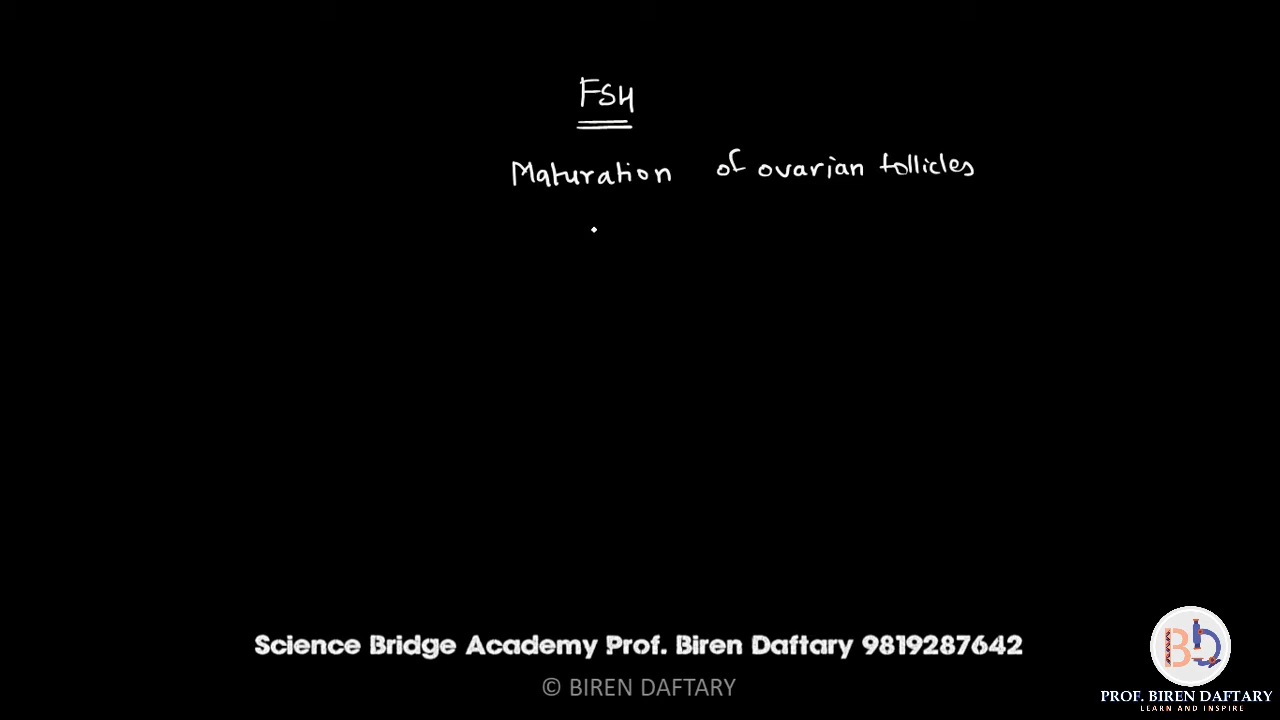 FSH
Maturation of ovarian follicles
Science Bridge Academy Prof. Biren Daftary 9819287642
© BIREN DAFTARY
BD
PROF. BIREN DAFTARY
LEARN AND INSPIRE